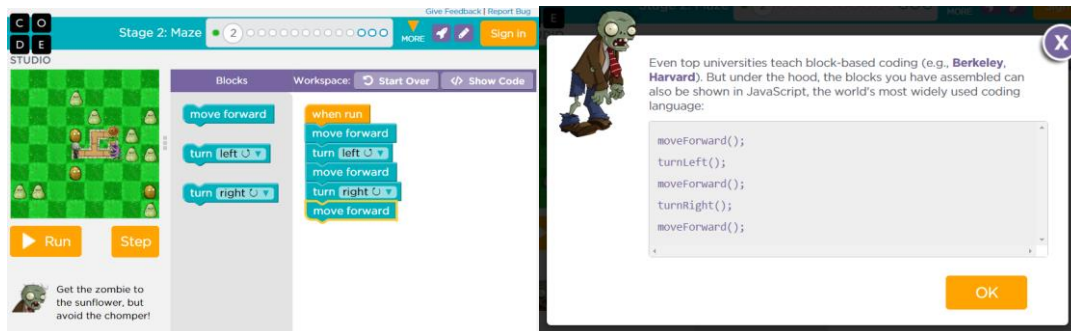 Give Feedback | Report Bug
CODE
STUDIO
Stage 2: Maze
2
MORE
Sign in
Blocks
Workspace:
Start Over
</> Show Code
move forward
turn left
turn right
when run
move forward
turn left
move forward
turn right
move forward
Run
Step
Get the zombie to
the sunflower, but
avoid the chomper!
X
Even top universities teach block-based coding (e.g., Berkeley,
Harvard). But under the hood, the blocks you have assembled can
also be shown in JavaScript, the world's most widely used coding
language:
moveForward();
turnLeft();
moveForward();
turnRight();
moveForward();
OK